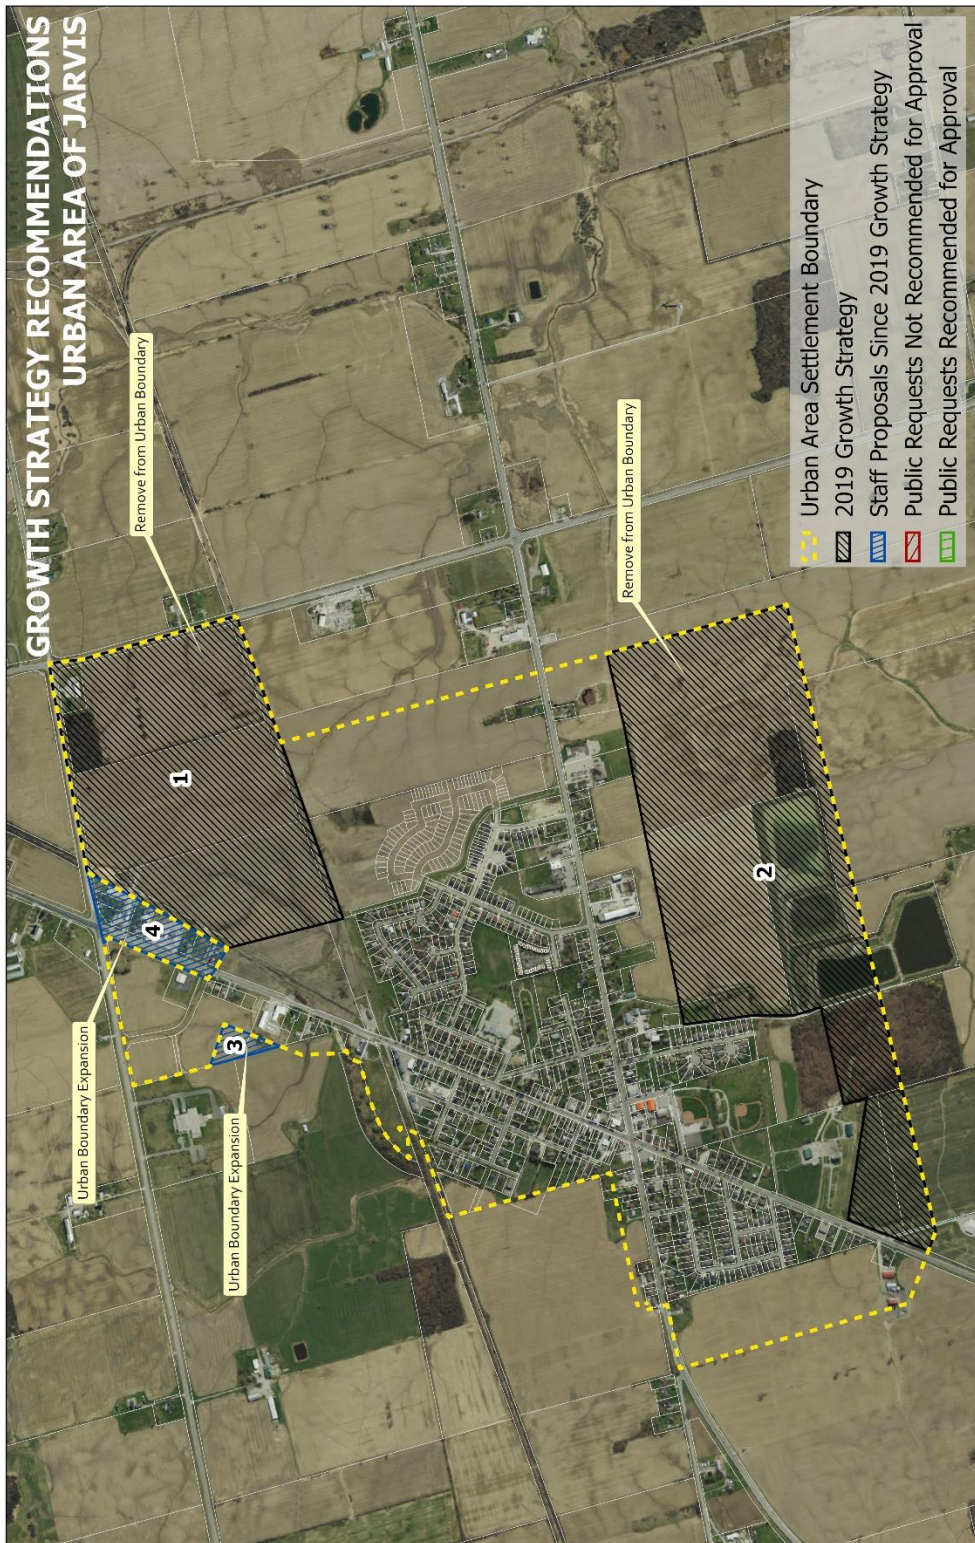 GROWTH STRATEGY RECOMMENDATIONS
URBAN AREA OF JARVIS
Urban Boundary Expansion
4
Remove from Urban Boundary
1
3
Urban Boundary Expansion
Remove from Urban Boundary
2
Urban Area Settlement Boundary
2019 Growth Strategy
Staff Proposals Since 2019 Growth Strategy
Public Requests Not Recommended for Approval
Public Requests Recommended for Approval